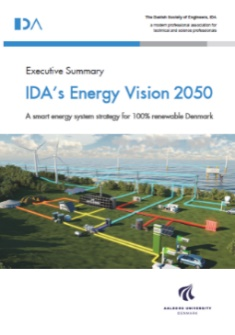 IDA
The Danish Society of Engineers, IDA
a modern professional association for
technical and science professionals
Executive Summary
IDA's Energy Vision 2050
A smart energy system strategy for 100% renewable Denmark
AALBORG UNIVERSITY
DENMARK